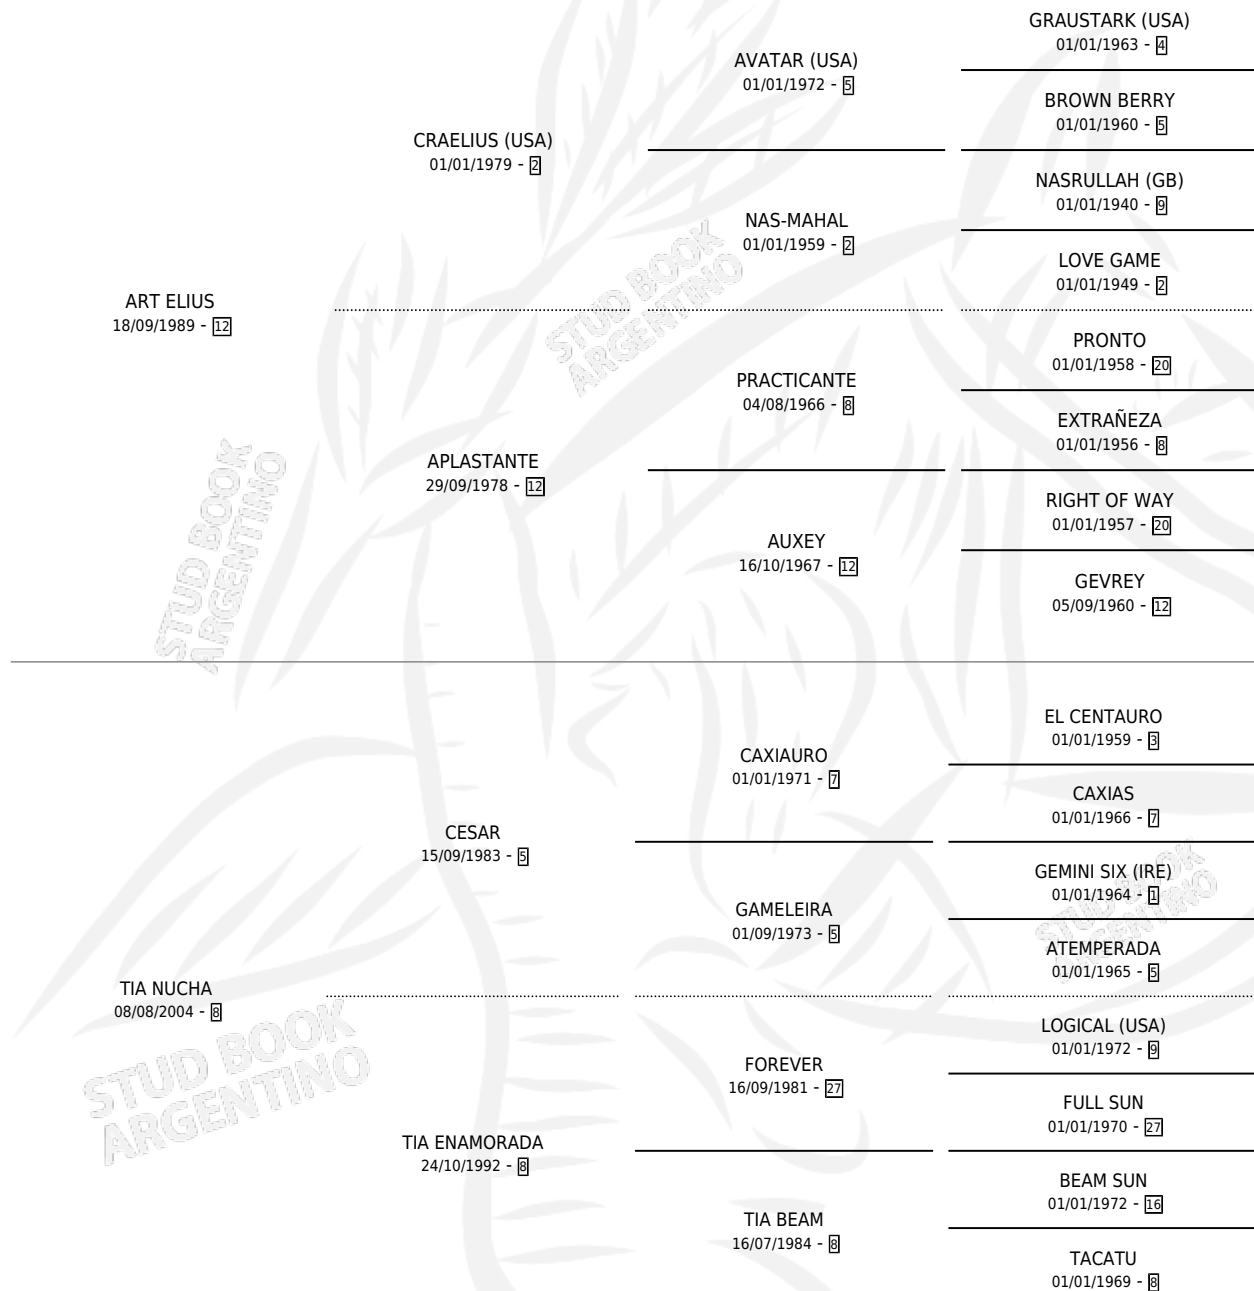 GRAUSTARK (USA)
01/01/1963 - 4
AVATAR (USA)
01/01/1972 - 5
BROWN BERRY
01/01/1960 - 5
CRAELIUS (USA)
01/01/1979 - 2
NASRULLAH (GB)
01/01/1940 - 9
NAS-MAHAL
01/01/1959 - 2
LOVE GAME
01/01/1949 - 2
ART ELIUS
18/09/1989 - 12
PRONTO
01/01/1958 - 20
PRACTICANTE
04/08/1966 - 8
EXTRAÑEZA
01/01/1956 - 8
APLASTANTE
29/09/1978 - 12
RIGHT OF WAY
01/01/1957 - 20
AUXEY
16/10/1967 - 12
GEVREY
05/09/1960 - 12
EL CENTAURO
01/01/1959 - 3
CAXIAURO
01/01/1971 - 7
CAXIAS
01/01/1966 - 7
CESAR
15/09/1983 - 5
GEMINI SIX (IRE)
01/01/1964 - 1
GAMELEIRA
01/09/1973 - 5
ATEMPERADA
01/01/1965 - 5
TIA NUCHA
08/08/2004 - 8
LOGICAL (USA)
01/01/1972 - 9
FOREVER
16/09/1981 - 27
FULL SUN
01/01/1970 - 27
TIA ENAMORADA
24/10/1992 - 8
BEAM SUN
01/01/1972 - 16
TIA BEAM
16/07/1984 - 8
TACATU
01/01/1969 - 8
STUD BOOK
ARGENTINO
STUD BOOK
ARGENTINO
STUD BOOK
ARGENTINO
STUD BOOK
ARGENTINO